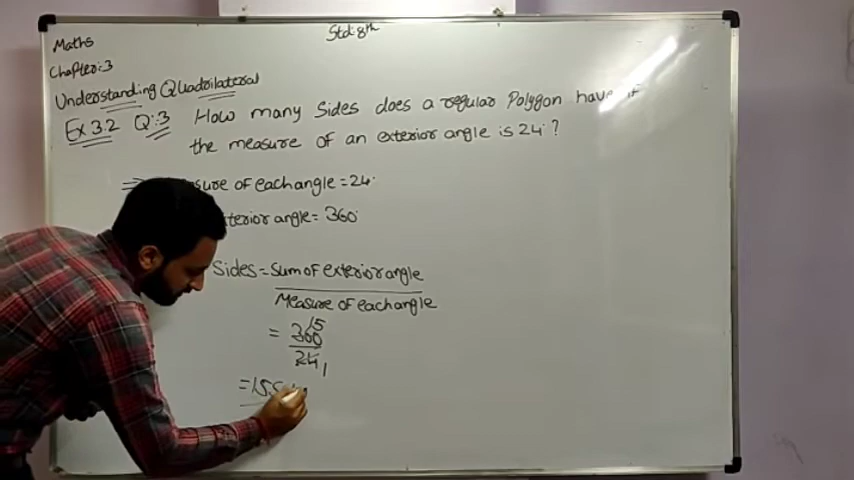 Std:8th
Maths
Chapter:3
Understanding Quadrilateral
Ex 3.2 Q:3 How many Sides does a regular Polygon have if
the measure of an exterior angle is 24°?
sure of each angle = 24°
terior angle = 360°
Sides = Sum of exterior angle
Measure of each angle
= 360 15
24 1
= 15